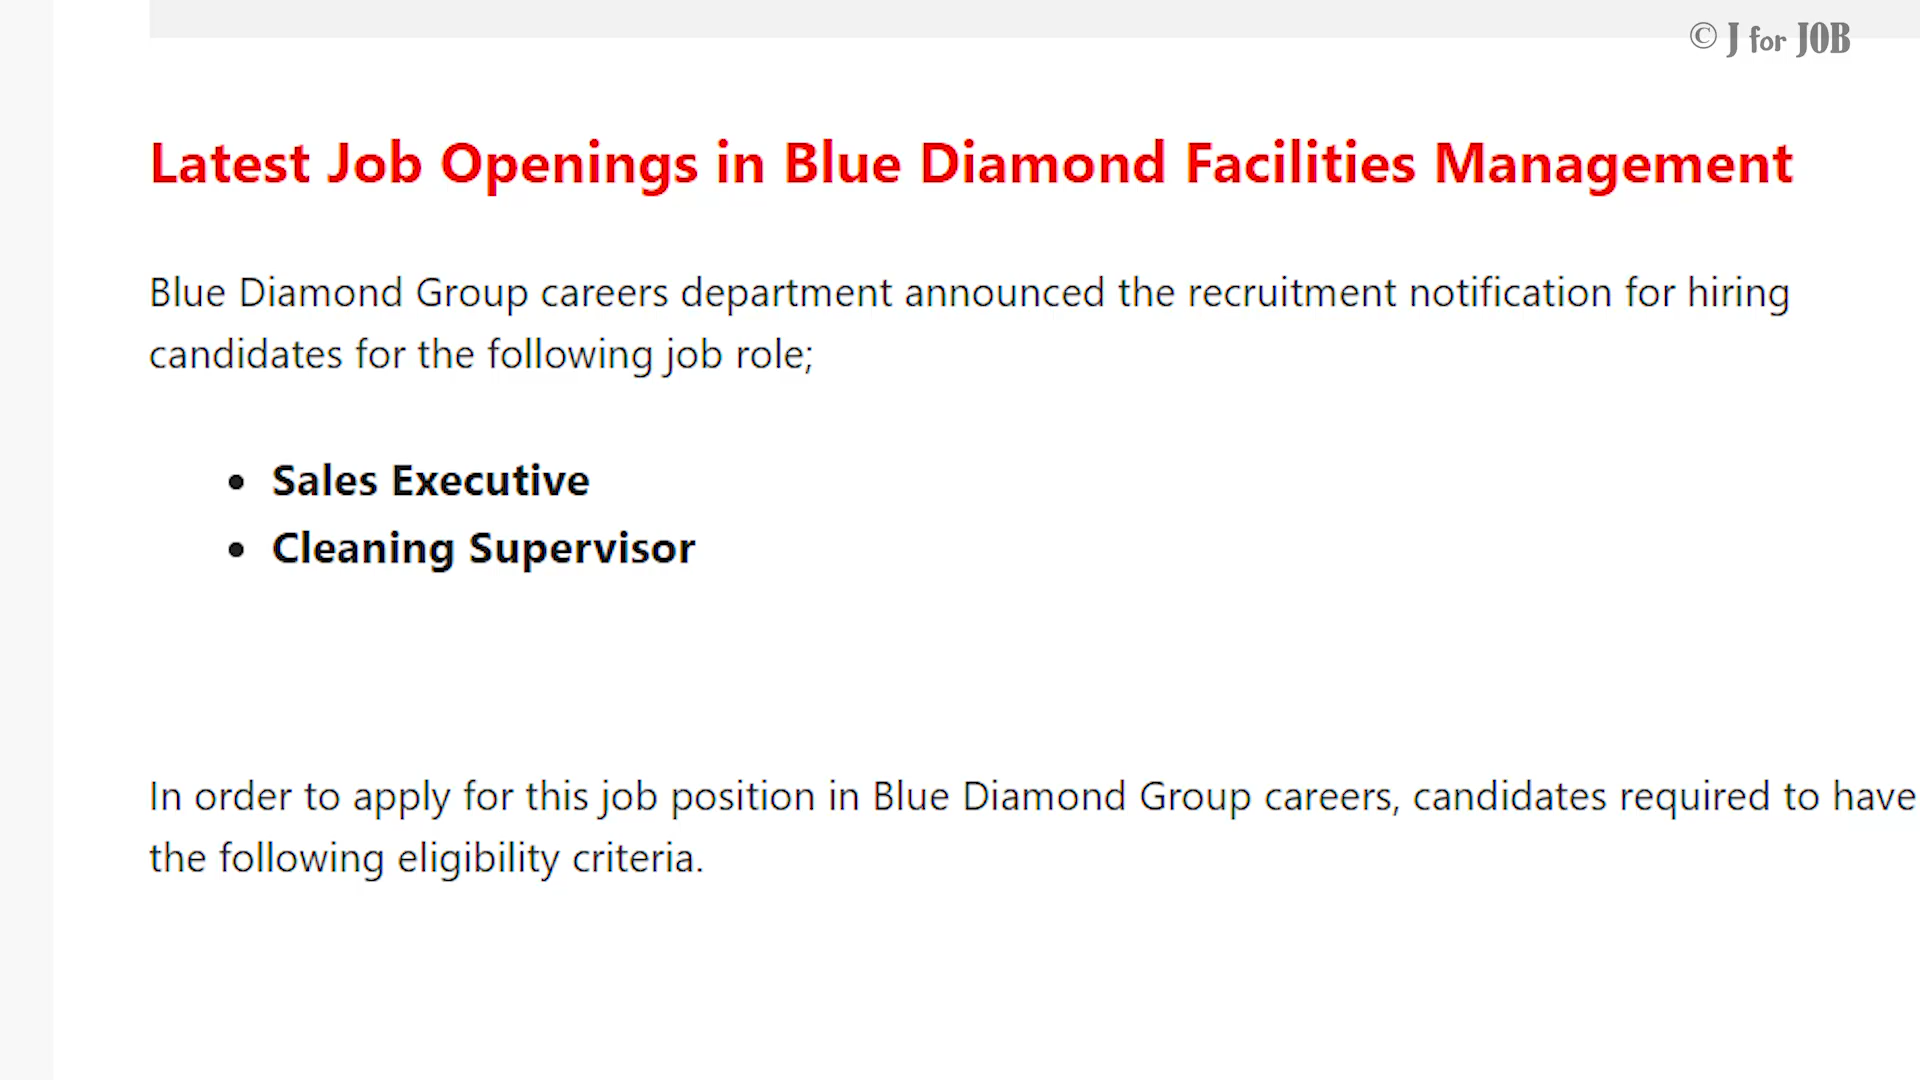 © J for JOB
Latest Job Openings in Blue Diamond Facilities Management
Blue Diamond Group careers department announced the recruitment notification for hiring
candidates for the following job role;
• Sales Executive
• Cleaning Supervisor
In order to apply for this job position in Blue Diamond Group careers, candidates required to have
the following eligibility criteria.